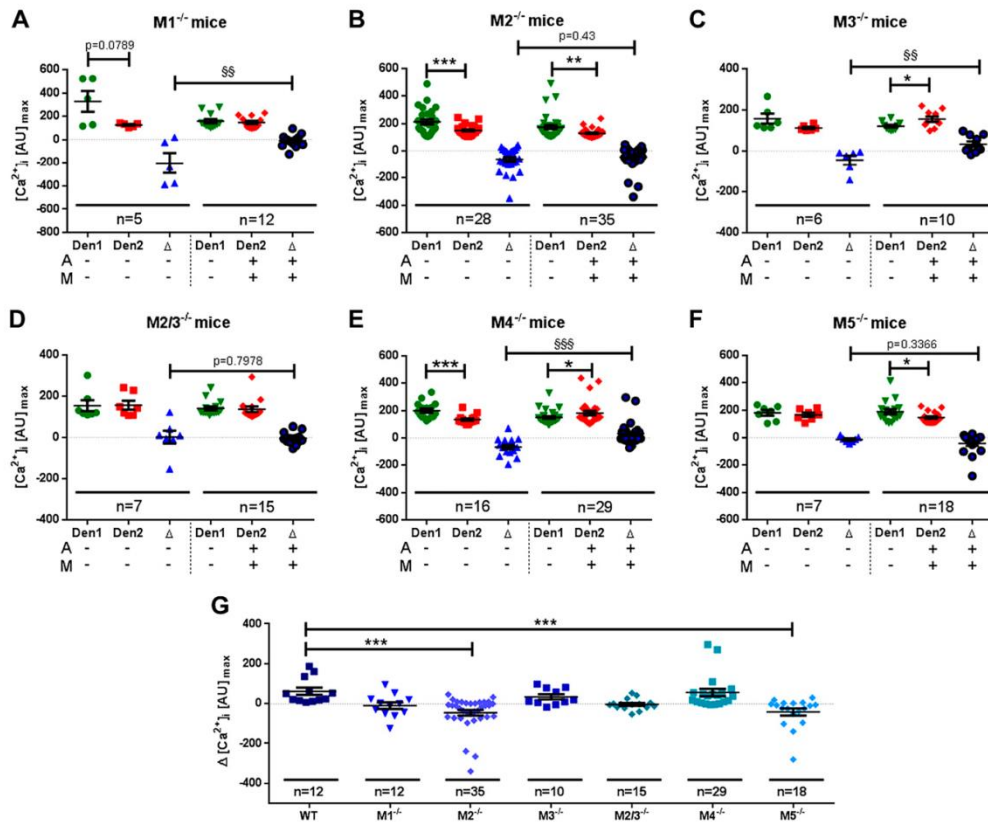 A
M1-/- mice
p=0.0789
§§
[Ca2+]i [AU] max
600
400
200
0
-200
-400
-600
-800
n=5
n=12
Den1 Den2 Δ Den1 Den2 Δ
A - - - - + +
M - - - - + +
B
M2-/- mice
p=0.43
***
**
[Ca2+]i [AU] max
600
400
200
0
-200
-400
-600
n=28
n=35
Den1 Den2 Δ Den1 Den2 Δ
- - - - + +
- - - - + +
C
M3-/- mice
§§
*
[Ca2+]i [AU] max
400
200
0
-200
-400
n=6
n=10
Den1 Den2 Δ Den1 Den2 Δ
- - - - + +
- - - - + +
D
M2/3-/- mice
p=0.7978
[Ca2+]i [AU] max
400
200
0
-200
-400
n=7
n=15
Den1 Den2 Δ Den1 Den2 Δ
A - - - - + +
M - - - - + +
E
M4-/- mice
§§§
***
*
[Ca2+]i [AU] max
600
400
200
0
-200
-400
-600
n=16
n=29
Den1 Den2 Δ Den1 Den2 Δ
- - - - + +
- - - - + +
F
M5-/- mice
p=0.3366
*
[Ca2+]i [AU] max
600
400
200
0
-200
-400
-600
n=7
n=18
Den1 Den2 Δ Den1 Den2 Δ
- - - - + +
- - - - + +
G
***
***
Δ [Ca2+]i [AU] max
400
200
0
-200
-400
n=12 n=12 n=35 n=10 n=15 n=29 n=18
WT M1-/- M2-/- M3-/- M2/3-/- M4-/- M5-/-